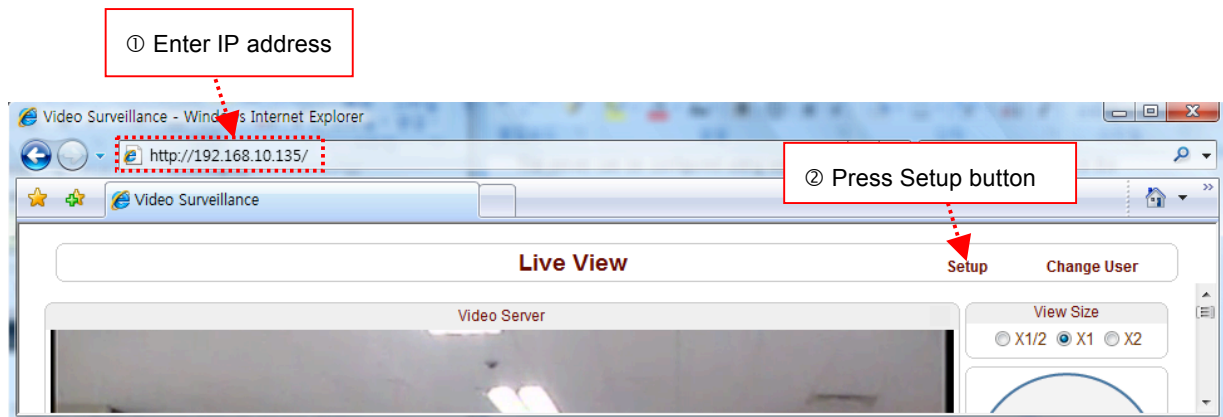 ① Enter IP address
Video Surveillance - Windows Internet Explorer
http://192.168.10.135/
② Press Setup button
Video Surveillance
Live View
Setup
Change User
Video Server
View Size
X1/2 X1 X2